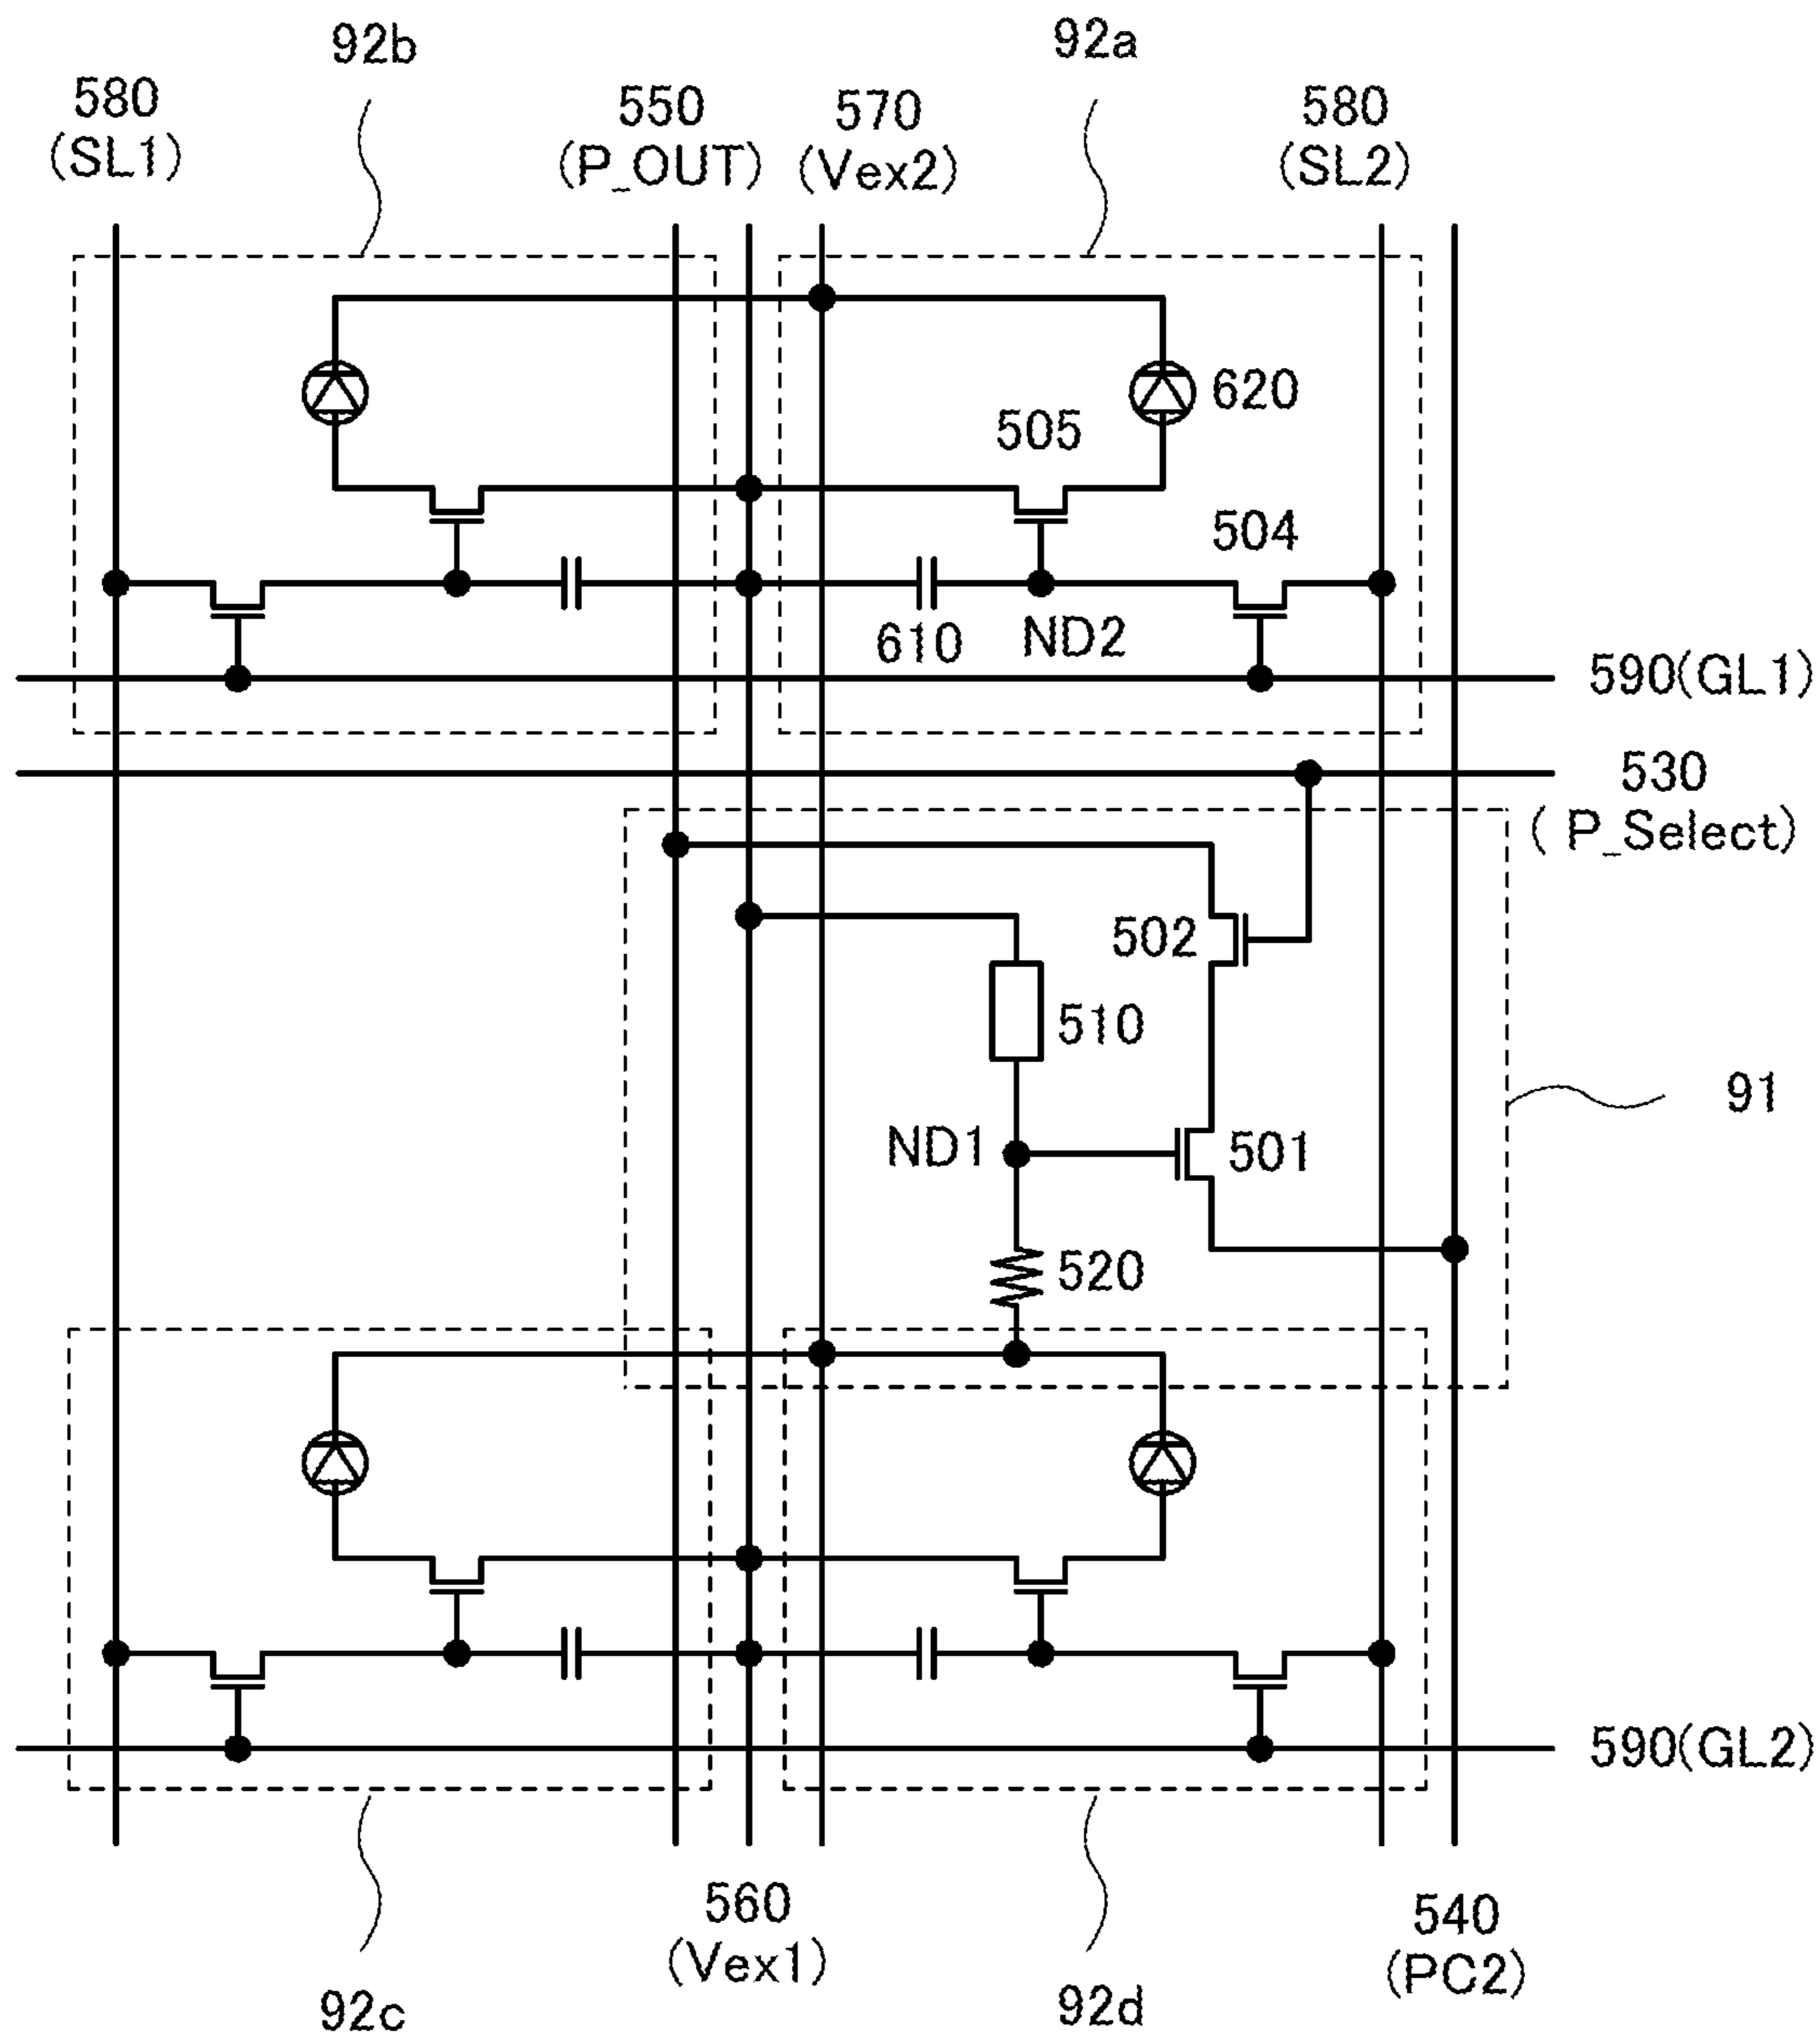 92b
92a
580
(SL1)
550
(P_OUT)
570
(Vex2)
580
(SL2)
620
505
504
610
ND2
590(GL1)
530
( P_Select)
502
510
91
ND1
501
520
590(GL2)
560
(Vex1)
540
(PC2)
92c
92d